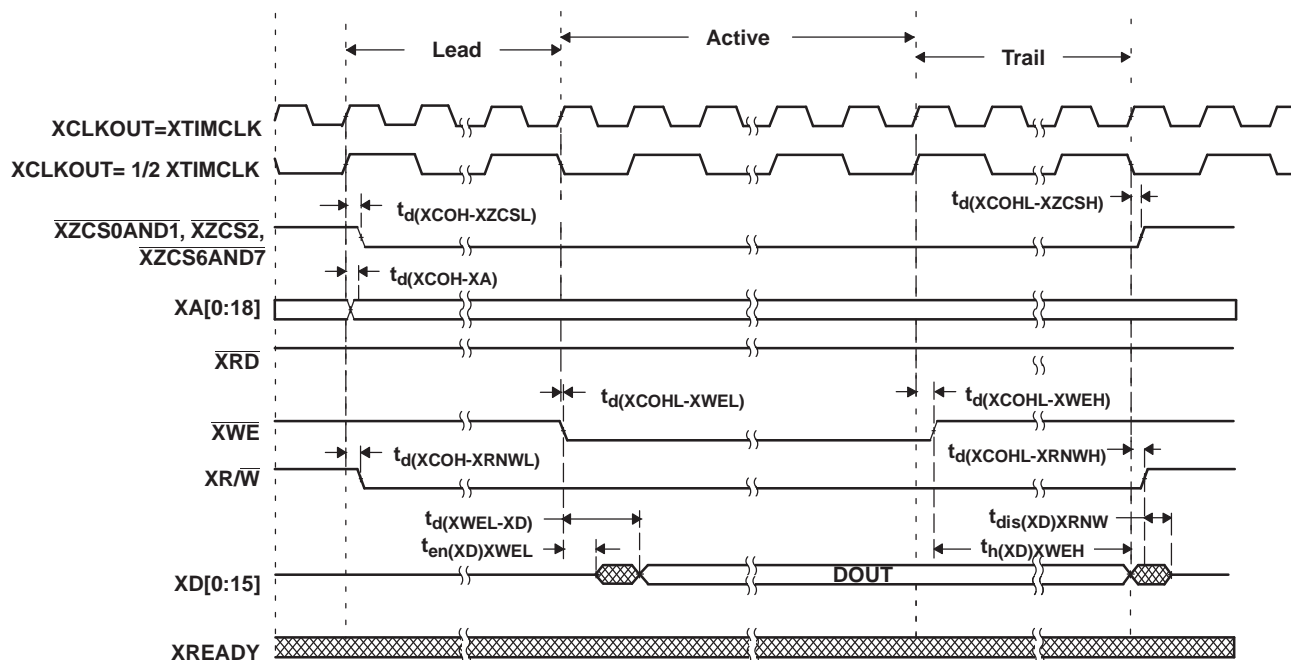 Lead
Active
Trail
XCLKOUT=XTIMCLK
XCLKOUT= 1/2 XTIMCLK
td(XCOH-XZCSL)
td(XCOHL-XZCSH)
XZCS0AND1, XZCS2,
XZCS6AND7
td(XCOH-XA)
XA[0:18]
XRD
td(XCOHL-XWEL)
td(XCOHL-XWEH)
XWE
td(XCOH-XRNWL)
td(XCOHL-XRNWH)
XR/W
td(XWEL-XD)
tdis(XD)XRNW
ten(XD)XWEL
th(XD)XWEH
XD[0:15]
DOUT
XREADY